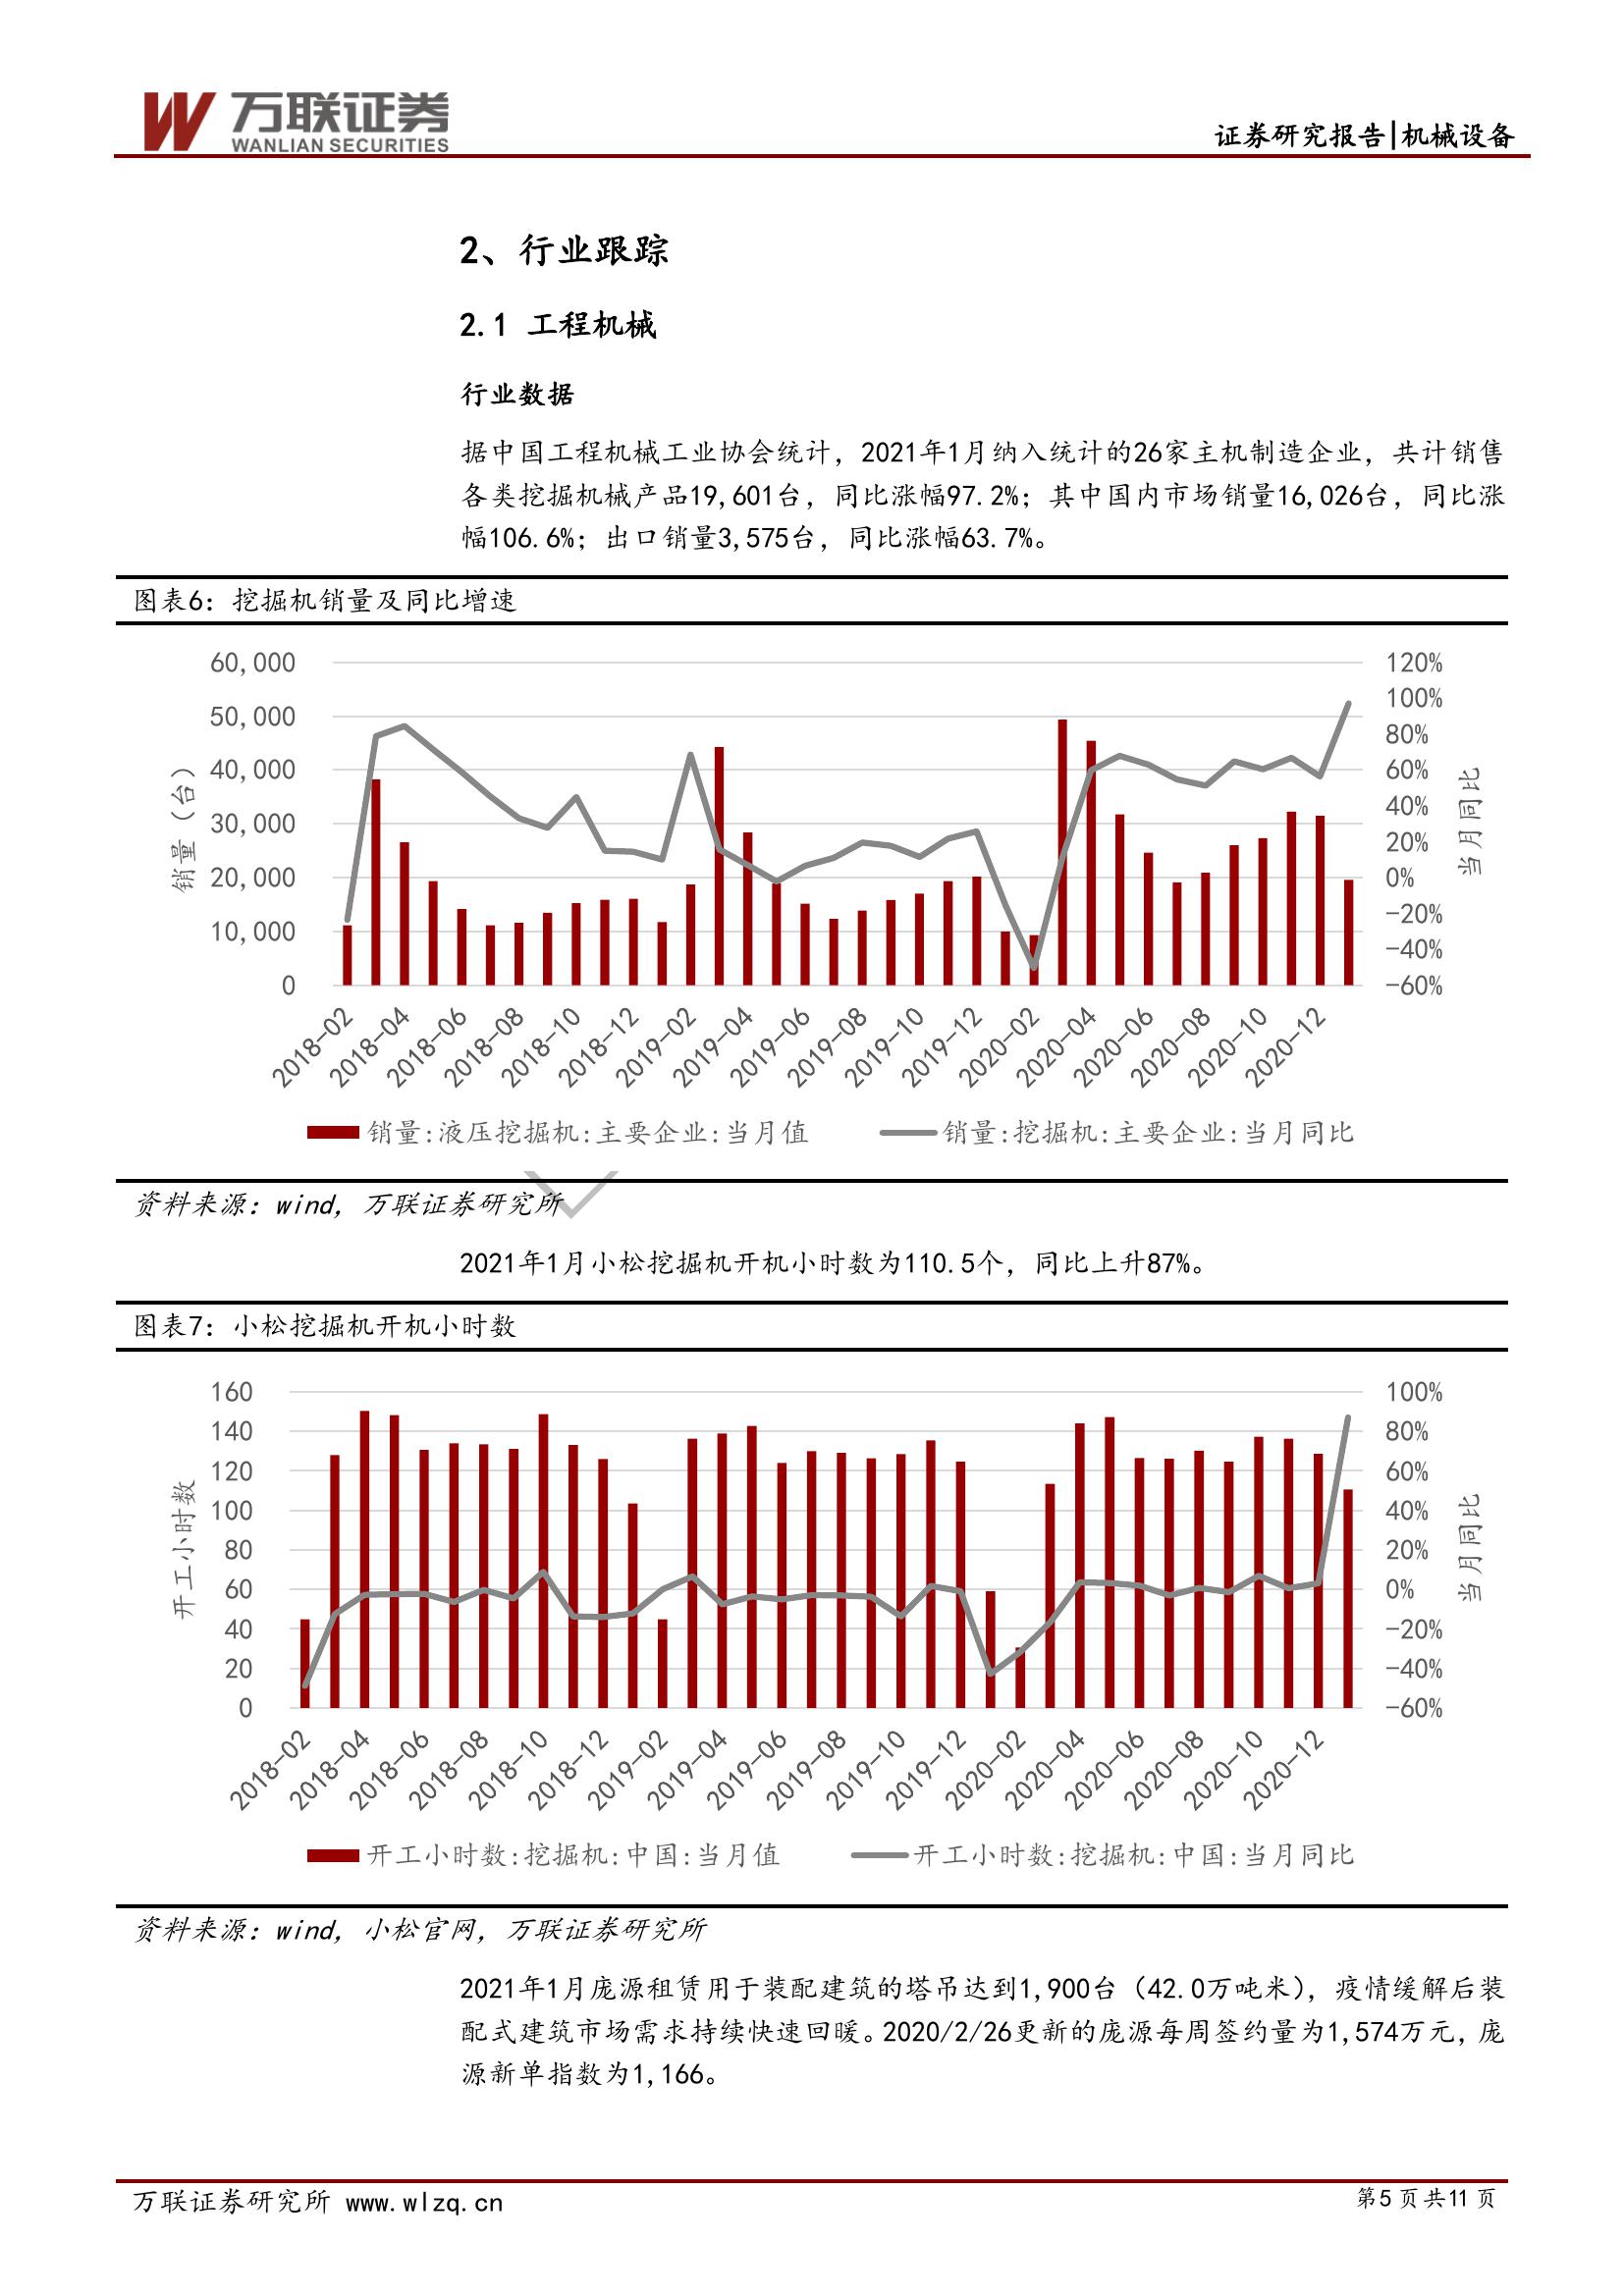 万联证券
WANLIAN SECURITIES
证券研究报告|机械设备
2、行业跟踪
2.1 工程机械
行业数据
据中国工程机械工业协会统计，2021年1月纳入统计的26家主机制造企业，共计销售
各类挖掘机械产品19,601台，同比涨幅97.2%；其中国内市场销量16,026台，同比涨
幅106.6%；出口销量3,575台，同比涨幅63.7%。
图表6：挖掘机销量及同比增速
销量（台）
60,000
50,000
40,000
30,000
20,000
10,000
0
120%
100%
80%
60%
40%
20%
0%
-20%
-40%
-60%
当月同比
2018-02
2018-04
2018-06
2018-08
2018-10
2018-12
2019-02
2019-04
2019-06
2019-08
2019-10
2019-12
2020-02
2020-04
2020-06
2020-08
2020-10
2020-12
销量:液压挖掘机:主要企业:当月值
销量:挖掘机:主要企业:当月同比
资料来源：wind，万联证券研究所
2021年1月小松挖掘机开机小时数为110.5个，同比上升87%。
图表7：小松挖掘机开机小时数
开工小时数
160
140
120
100
80
60
40
20
0
100%
80%
60%
40%
20%
0%
-20%
-40%
-60%
当月同比
2018-02
2018-04
2018-06
2018-08
2018-10
2018-12
2019-02
2019-04
2019-06
2019-08
2019-10
2019-12
2020-02
2020-04
2020-06
2020-08
2020-10
2020-12
开工小时数:挖掘机:中国:当月值
开工小时数:挖掘机:中国:当月同比
资料来源：wind，小松官网，万联证券研究所
2021年1月庞源租赁用于装配建筑的塔吊达到1,900台（42.0万吨米），疫情缓解后装
配式建筑市场需求持续快速回暖。2020/2/26更新的庞源每周签约量为1,574万元，庞
源新单指数为1,166。
万联证券研究所 www.wlzq.cn
第5 页 共11 页